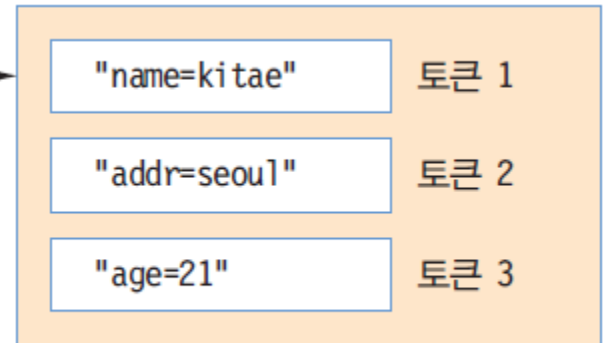 "name=kitae" 토큰 1
"addr=seoul" 토큰 2
"age=21" 토큰 3